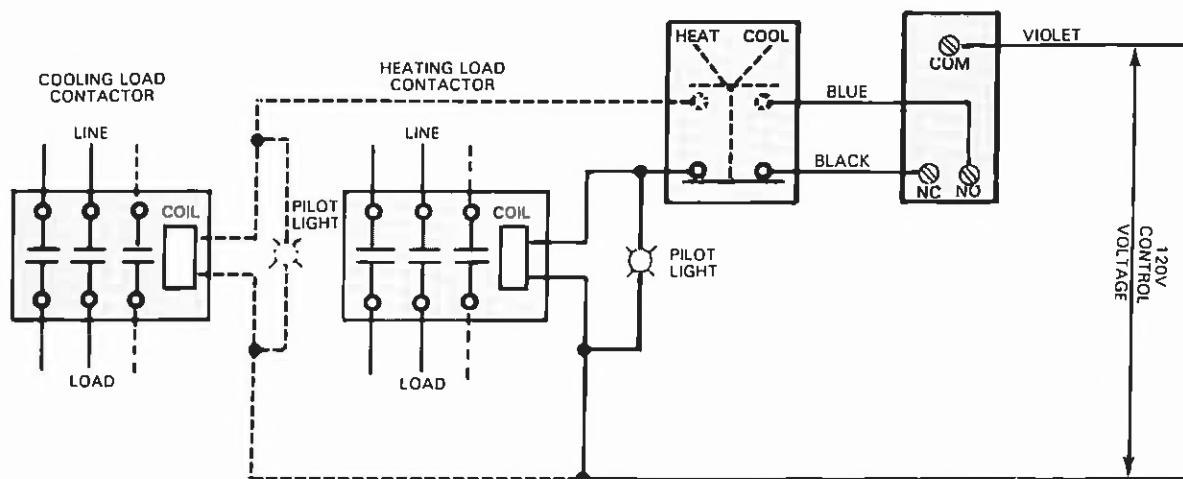 COOLING LOAD
CONTACTOR
LINE
COIL
LOAD
PILOT
LIGHT
HEATING LOAD
CONTACTOR
LINE
COIL
LOAD
PILOT
LIGHT
HEAT
COOL
BLUE
BLACK
COM
NC
NO
VIOLET
120V
CONTROL
VOLTAGE